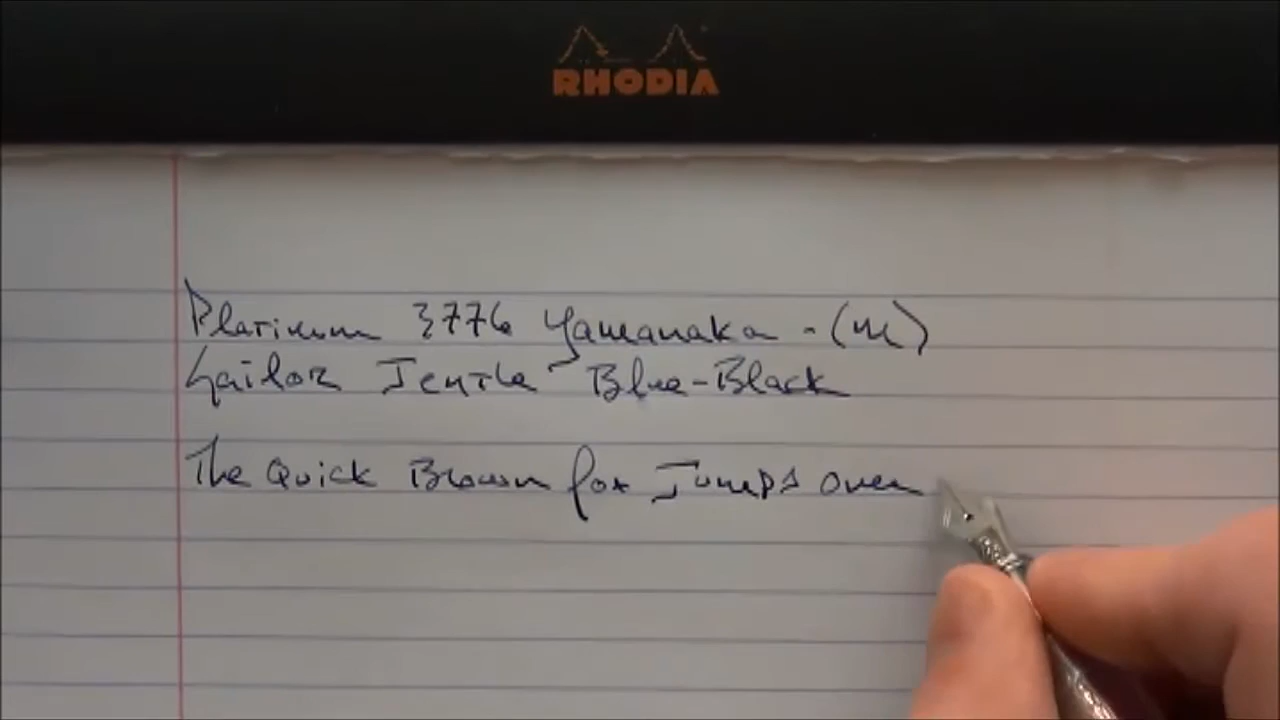 RHODIA
Platinum 3776 Yamanaka - (m)
Sailor Jentle Blue-Black
The Quick Brown fox Jumps over